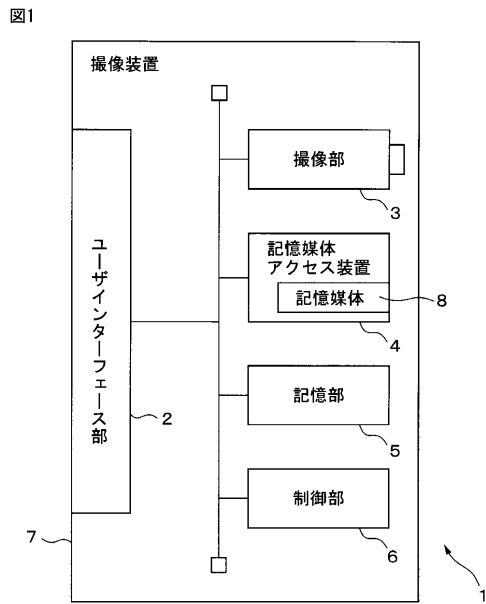 図1
撮像装置
撮像部
3
記憶媒体
アクセス装置
記憶媒体
8
4
ユーザインターフェース部
2
記憶部
5
制御部
6
7
1